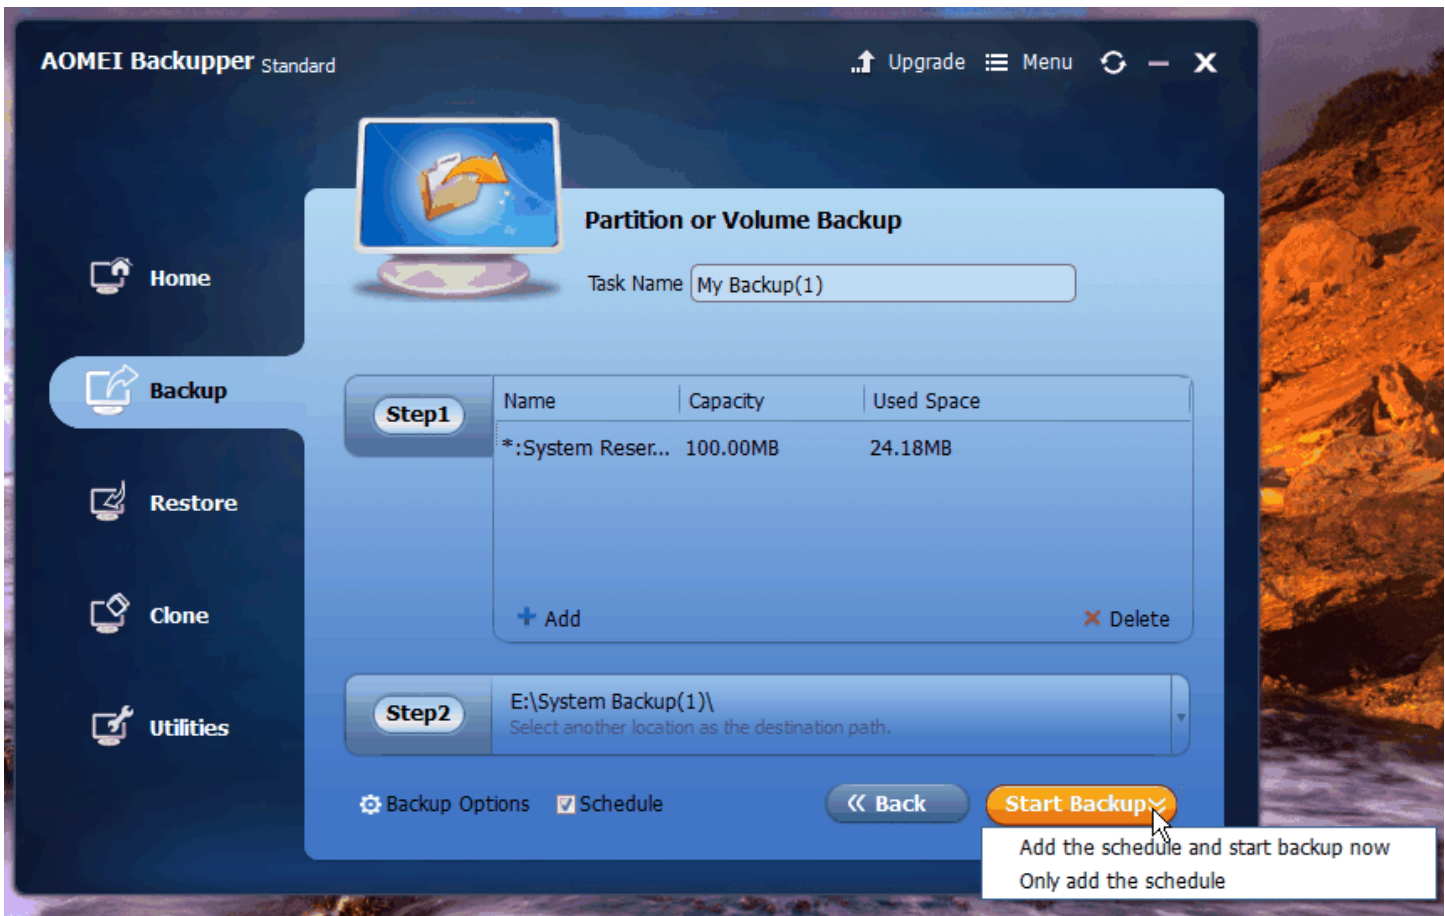 AOMEI Backupper Standard
Upgrade Menu
Partition or Volume Backup
Task Name My Backup(1)
Home
Backup
Restore
Clone
Utilities
Step1
Name Capacity Used Space
*:System Reser... 100.00MB 24.18MB
Add Delete
Step2
E:\System Backup(1)\
Select another location as the destination path.
Backup Options Schedule
Back Start Backup
Add the schedule and start backup now
Only add the schedule